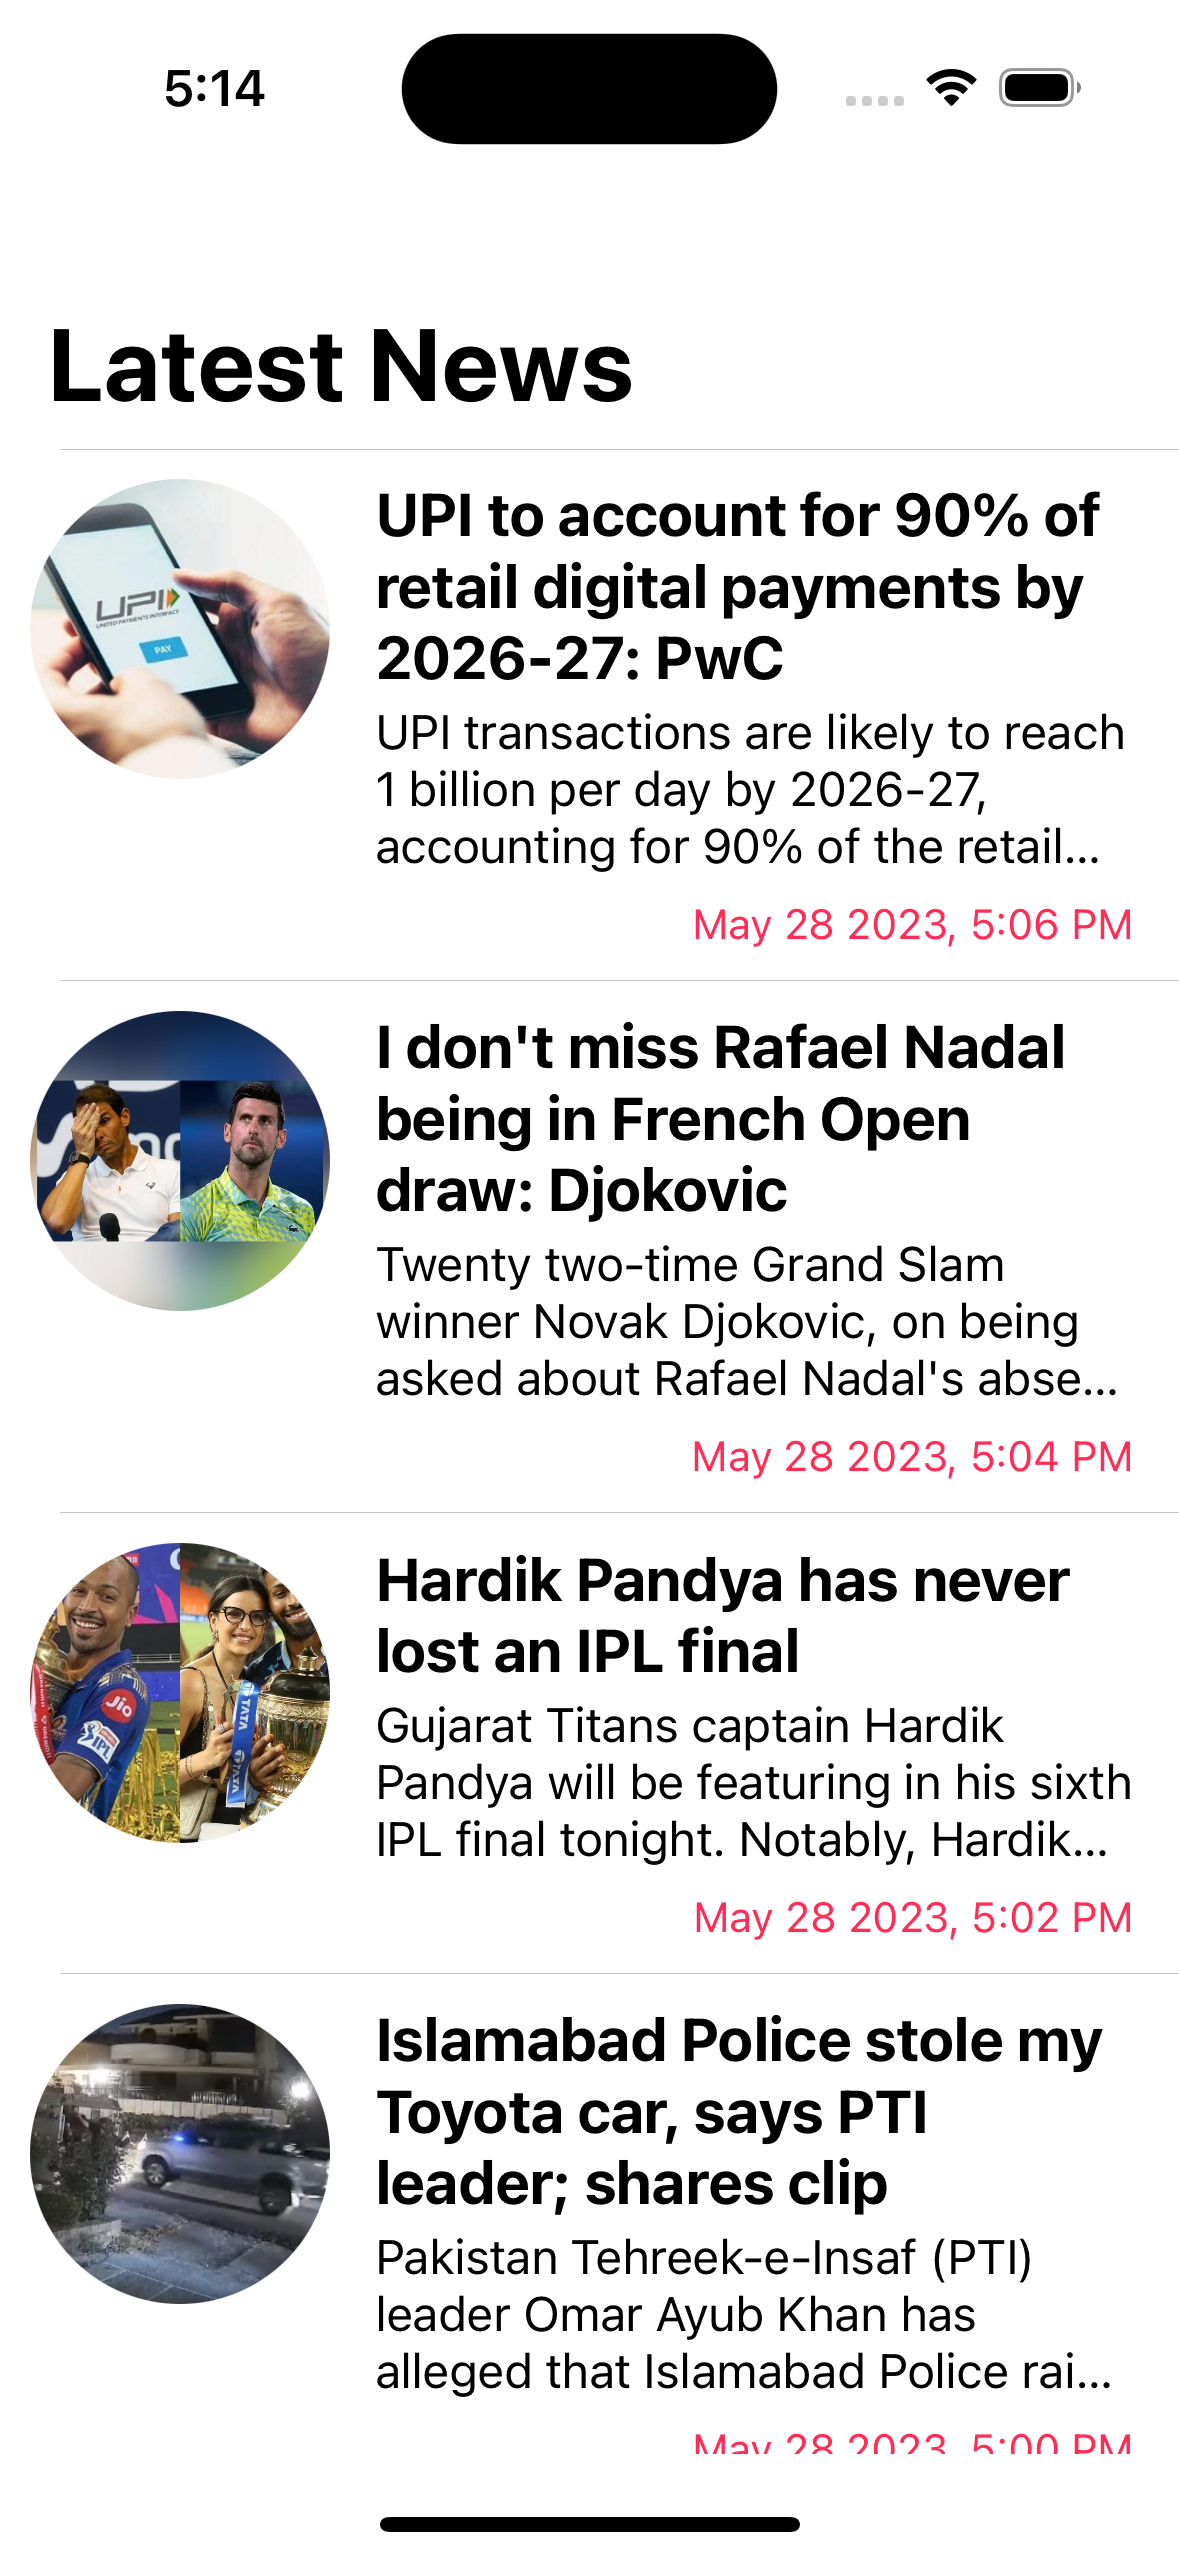 5:14
Latest News
UPI
UNITED PAYMENTS INTERFACE
PAY
UPI to account for 90% of
retail digital payments by
2026-27: PwC
UPI transactions are likely to reach
1 billion per day by 2026-27,
accounting for 90% of the retail...
May 28 2023, 5:06 PM
I don't miss Rafael Nadal
being in French Open
draw: Djokovic
Twenty two-time Grand Slam
winner Novak Djokovic, on being
asked about Rafael Nadal's abse...
May 28 2023, 5:04 PM
Jio
IPL
TATA
TATA
Hardik Pandya has never
lost an IPL final
Gujarat Titans captain Hardik
Pandya will be featuring in his sixth
IPL final tonight. Notably, Hardik...
May 28 2023, 5:02 PM
Islamabad Police stole my
Toyota car, says PTI
leader; shares clip
Pakistan Tehreek-e-Insaf (PTI)
leader Omar Ayub Khan has
alleged that Islamabad Police rai...
May 28 2023, 5:00 PM